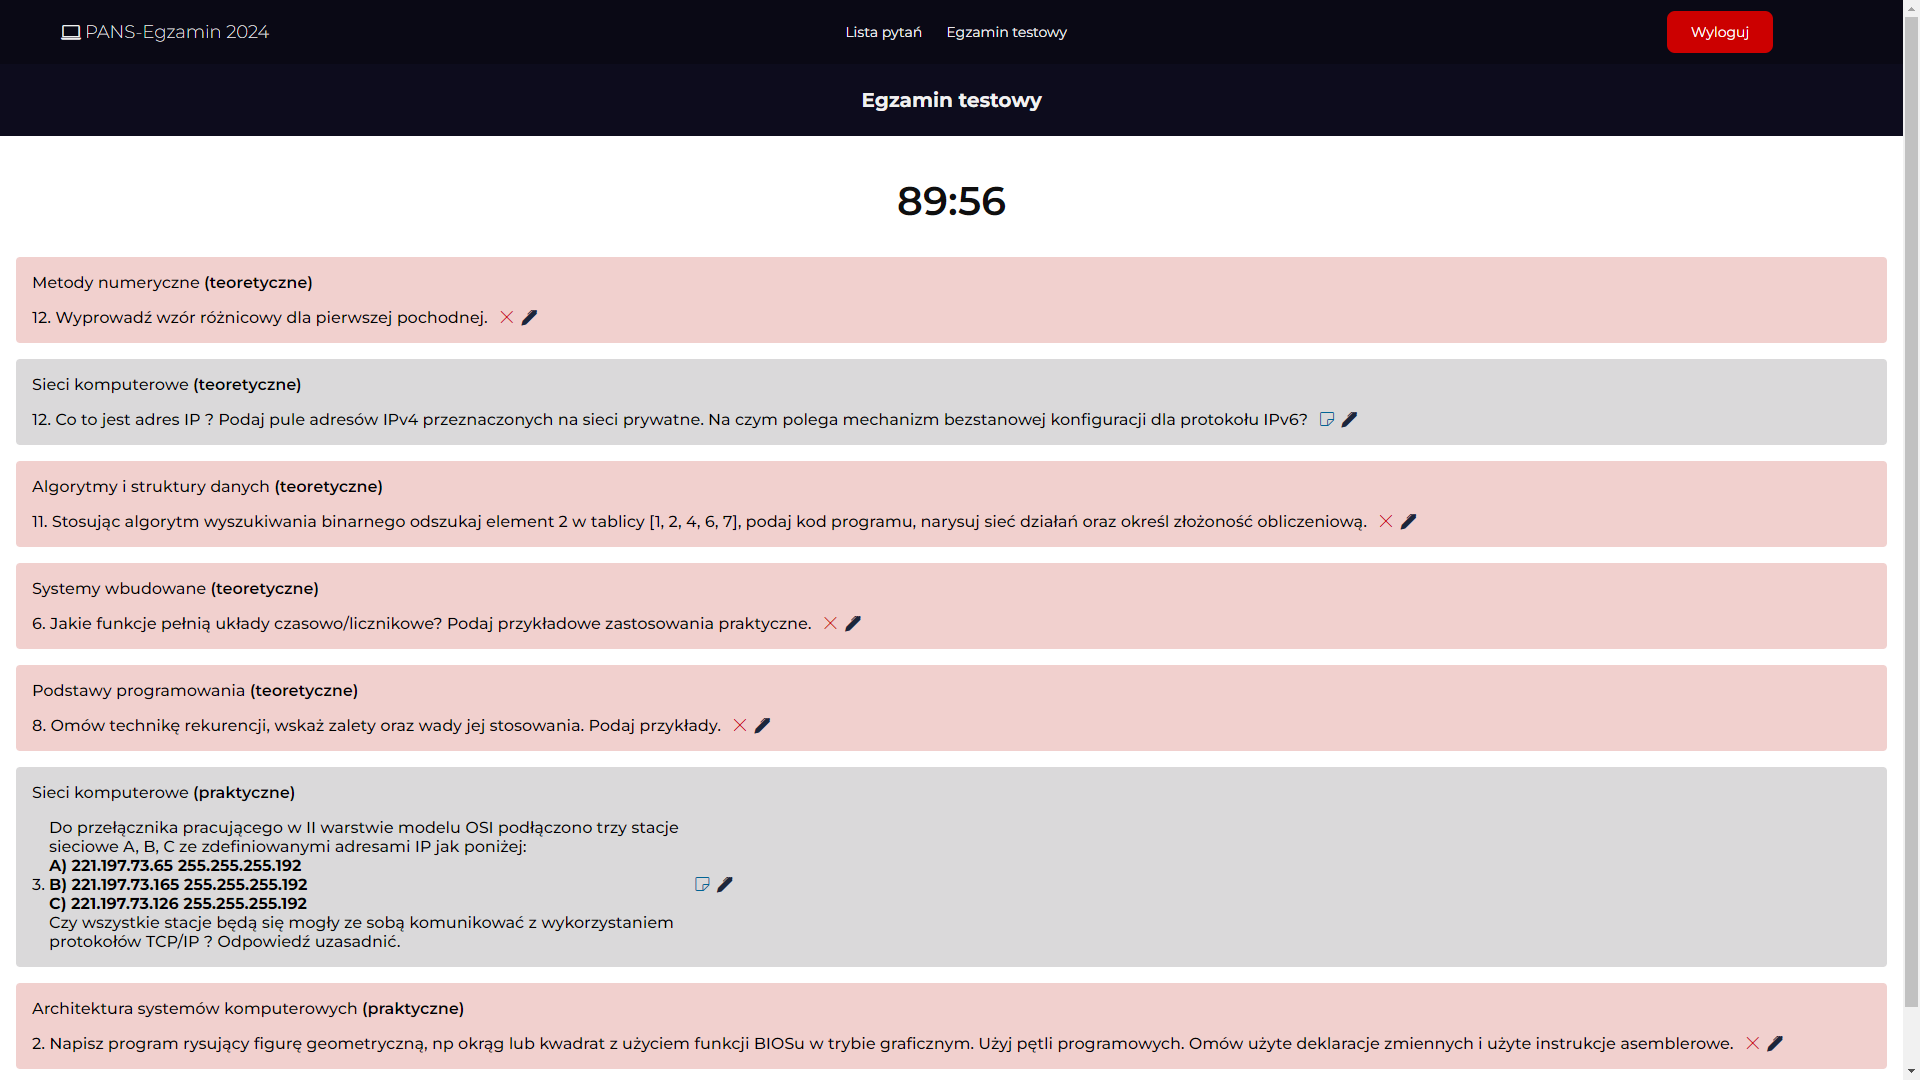 PANS-Egzamin 2024
Lista pytań
Egzamin testowy
Wyloguj
Egzamin testowy
89:56
Metody numeryczne (teoretyczne)
12. Wyprowadź wzór różnicowy dla pierwszej pochodnej.
Sieci komputerowe (teoretyczne)
12. Co to jest adres IP ? Podaj pule adresów IPv4 przeznaczonych na sieci prywatne. Na czym polega mechanizm bezstanowej konfiguracji dla protokołu IPv6?
Algorytmy i struktury danych (teoretyczne)
11. Stosując algorytm wyszukiwania binarnego odszukaj element 2 w tablicy [1, 2, 4, 6, 7], podaj kod programu, narysuj sieć działań oraz określ złożoność obliczeniową.
Systemy wbudowane (teoretyczne)
6. Jakie funkcje pełnią układy czasowo/licznikowe? Podaj przykładowe zastosowania praktyczne.
Podstawy programowania (teoretyczne)
8. Omów technikę rekurencji, wskaż zalety oraz wady jej stosowania. Podaj przykłady.
Sieci komputerowe (praktyczne)
Do przełącznika pracującego w II warstwie modelu OSI podłączono trzy stacje
sieciowe A, B, C ze zdefiniowanymi adresami IP jak poniżej:
A) 221.197.73.65 255.255.255.192
3. B) 221.197.73.165 255.255.255.192
C) 221.197.73.126 255.255.255.192
Czy wszystkie stacje będą się mogły ze sobą komunikować z wykorzystaniem
protokołów TCP/IP ? Odpowiedź uzasadnić.
Architektura systemów komputerowych (praktyczne)
2. Napisz program rysujący figurę geometryczną, np okrąg lub kwadrat z użyciem funkcji BIOSu w trybie graficznym. Użyj pętli programowych. Omów użyte deklaracje zmiennych i użyte instrukcje asemblerowe.